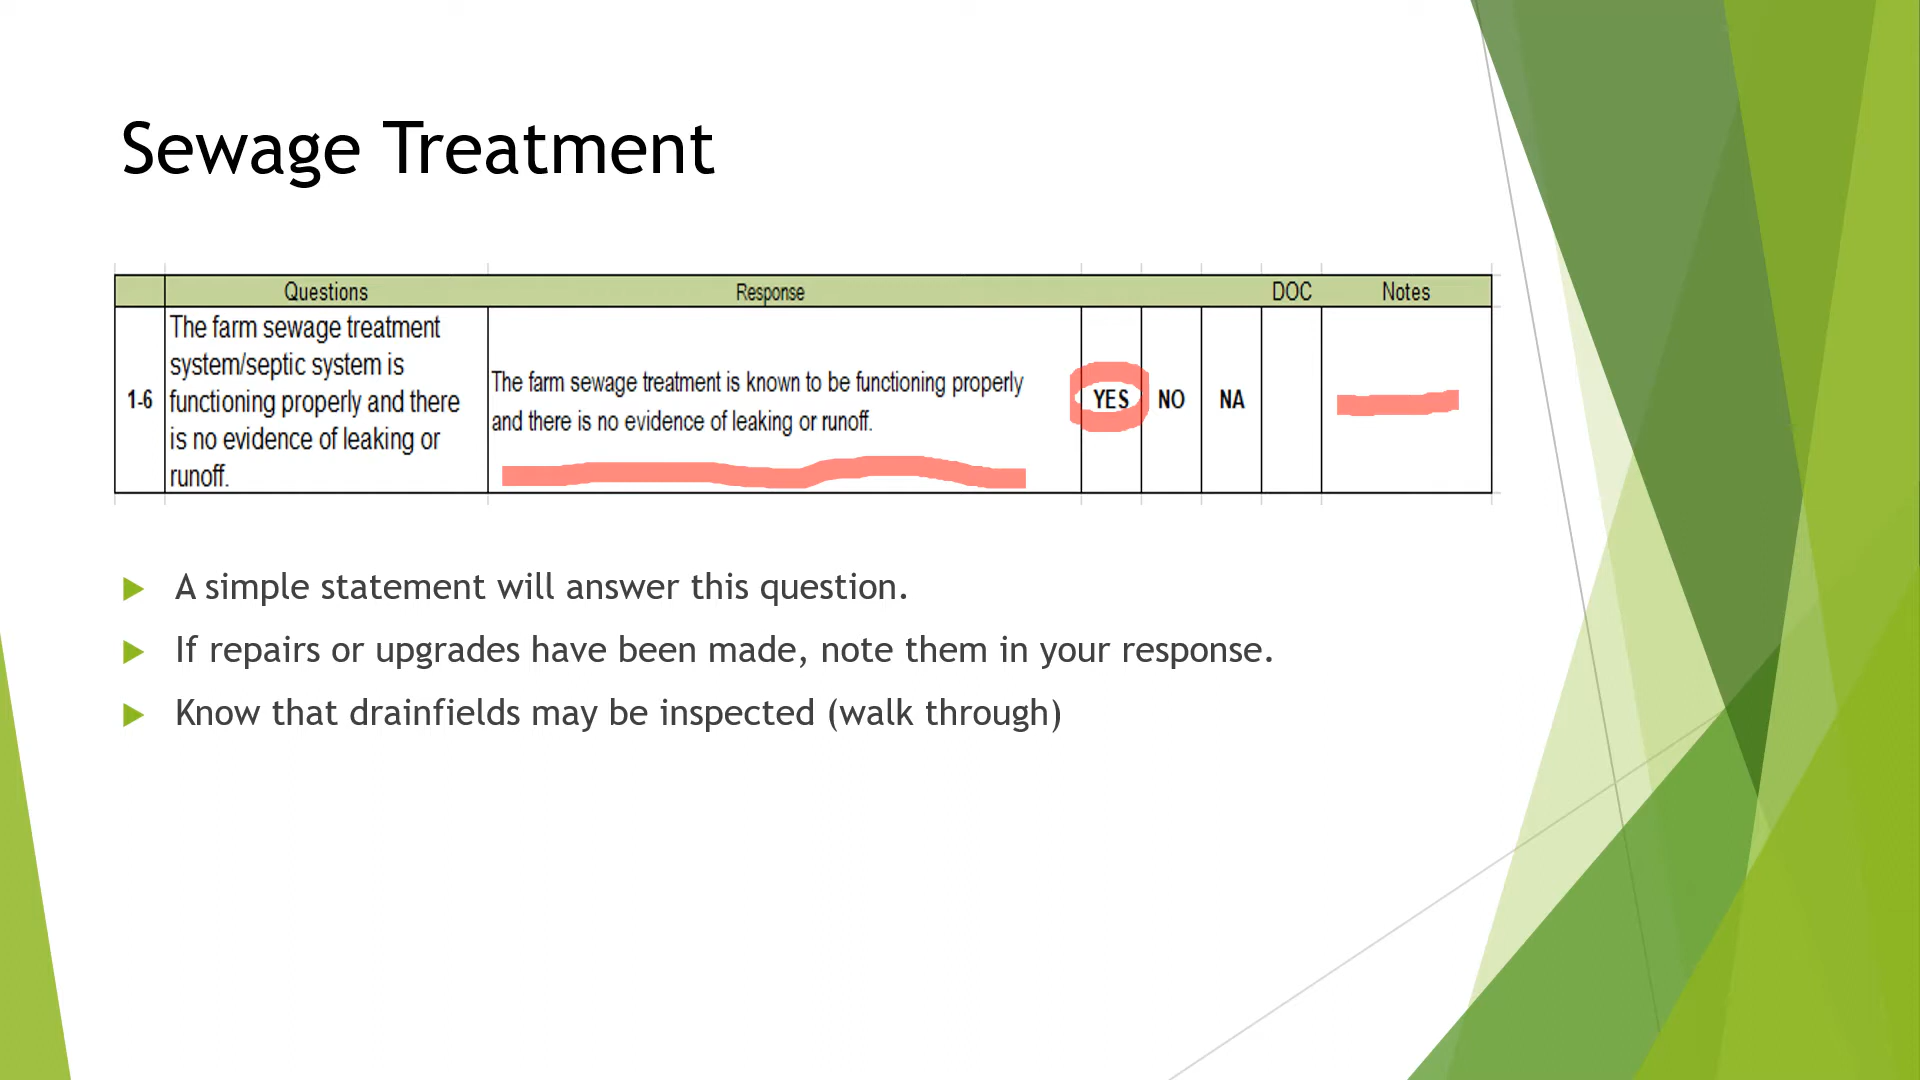 Sewage Treatment
Questions Response DOC Notes
The farm sewage treatment
system/septic system is
1-6 functioning properly and there
is no evidence of leaking or
runoff.
The farm sewage treatment is known to be functioning properly
and there is no evidence of leaking or runoff.
YES NO NA
A simple statement will answer this question.
If repairs or upgrades have been made, note them in your response.
Know that drainfields may be inspected (walk through)